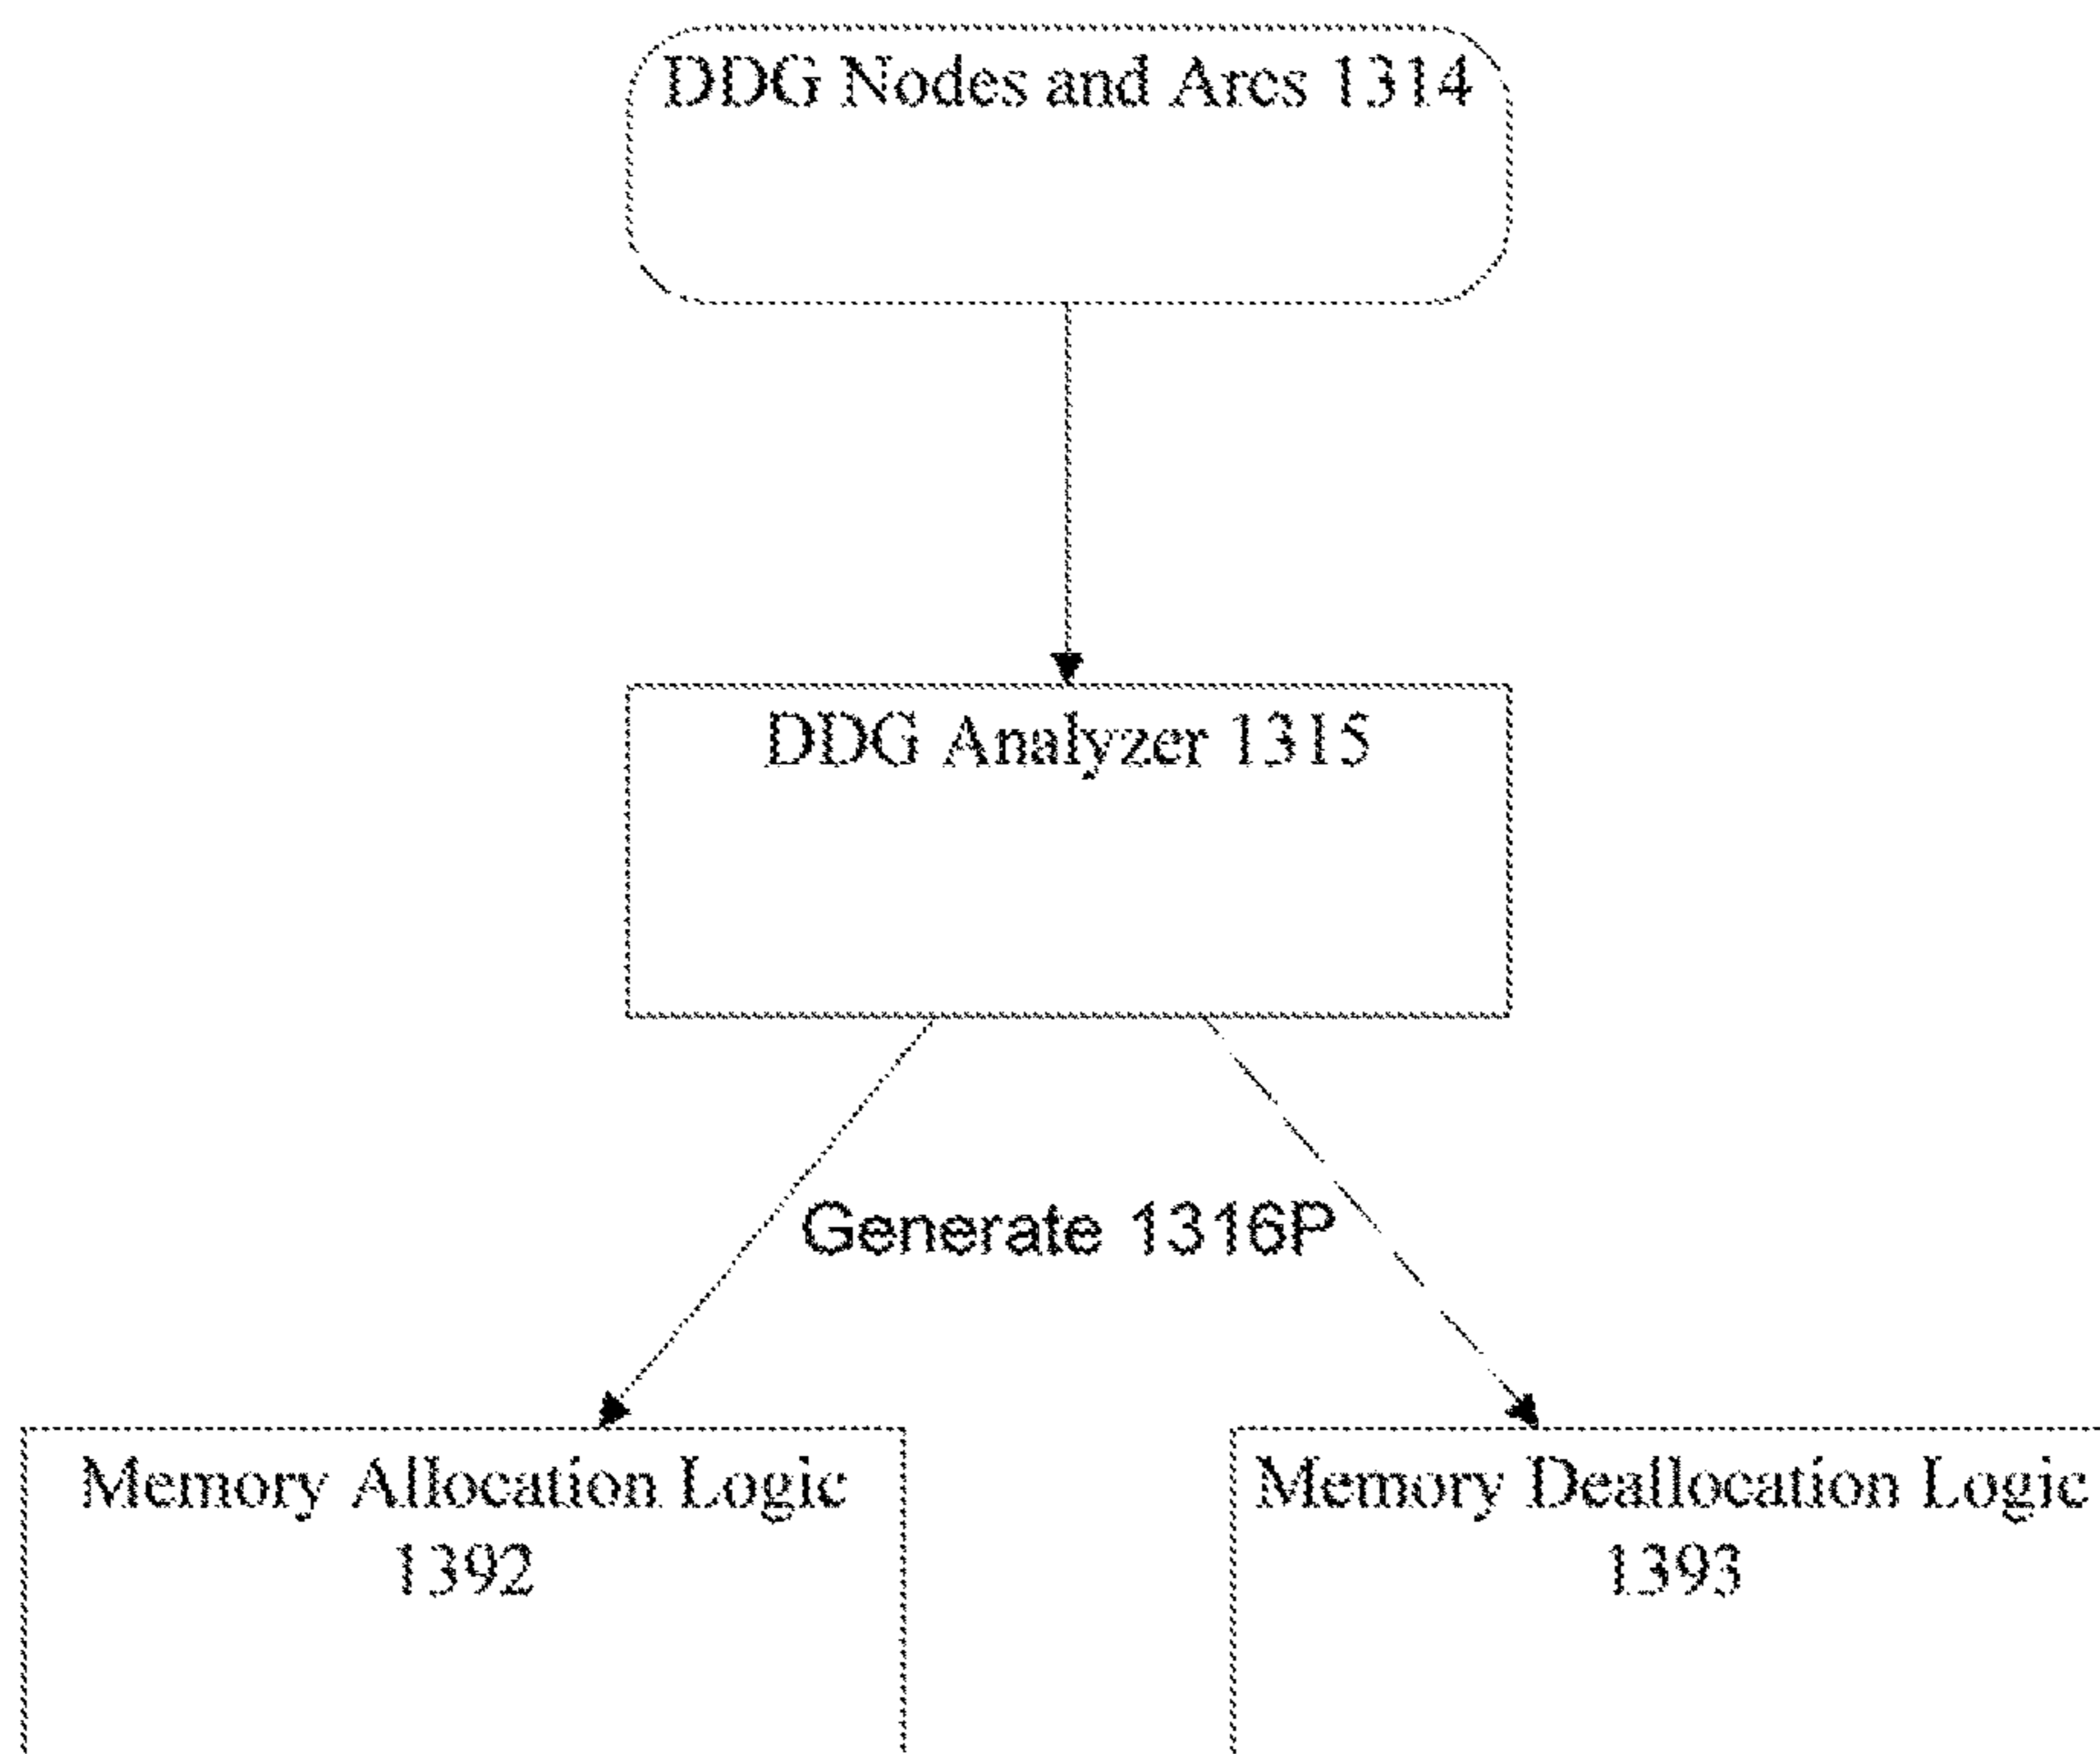 DDG Nodes and Arcs 1314
DDG Analyzer 1315
Generate 1316P
Memory Allocation Logic
1392
Memory Deallocation Logic
1393